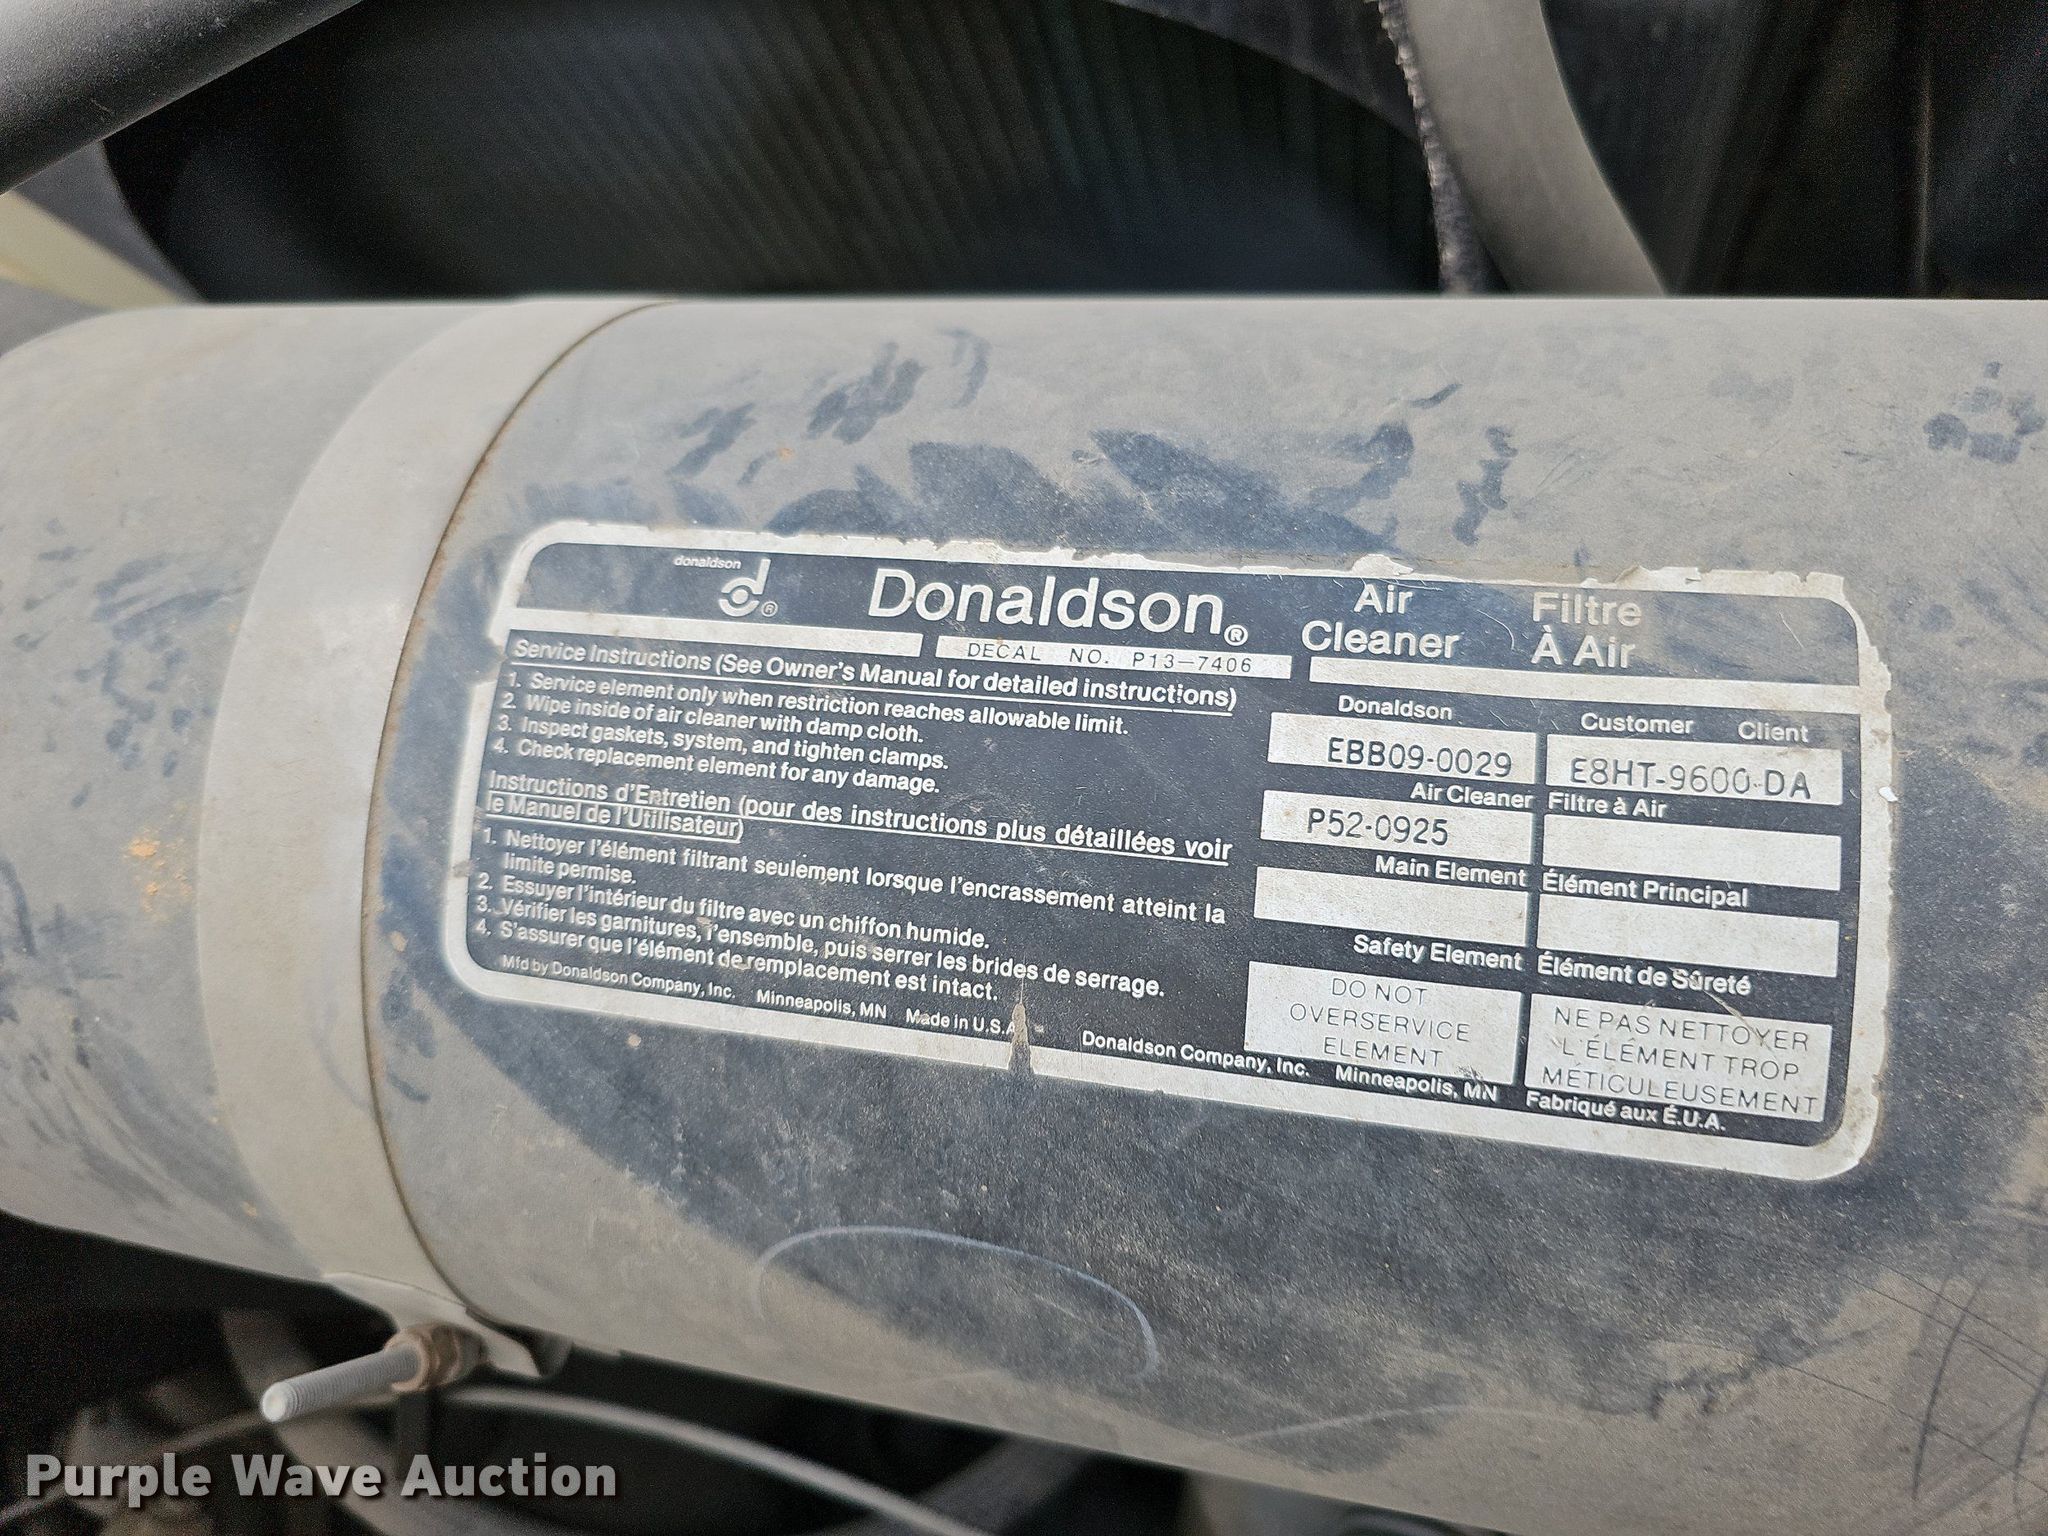 donaldson
Donaldson®
Air
Cleaner
Filtre
À Air
DECAL NO. P13-7406
Service Instructions (See Owner's Manual for detailed instructions)
1. Service element only when restriction reaches allowable limit.
2. Wipe inside of air cleaner with damp cloth.
3. Inspect gaskets, system, and tighten clamps.
4. Check replacement element for any damage.
Instructions d'Entretien (pour des instructions plus détaillées voir
le Manuel de l'Utilisateur)
1. Nettoyer l'élément filtrant seulement lorsque l'encrassement atteint la
limite permise.
2. Essuyer l'intérieur du filtre avec un chiffon humide.
3. Vérifier les garnitures, l'ensemble, puis serrer les brides de serrage.
4. S'assurer que l'élément de remplacement est intact.
Mfd by Donaldson Company, Inc. Minneapolis, MN Made in U.S.A.
Donaldson
Customer Client
EBB09-0029
E8HT-9600-DA
Air Cleaner Filtre à Air
P52-0925
Main Element Élément Principal
Safety Element Élément de Sûreté
DO NOT
OVERSERVICE
ELEMENT
NE PAS NETTOYER
L'ÉLÉMENT TROP
MÉTICULEUSEMENT
Donaldson Company, Inc. Minneapolis, MN Fabriqué aux É.U.A.
Purple Wave Auction